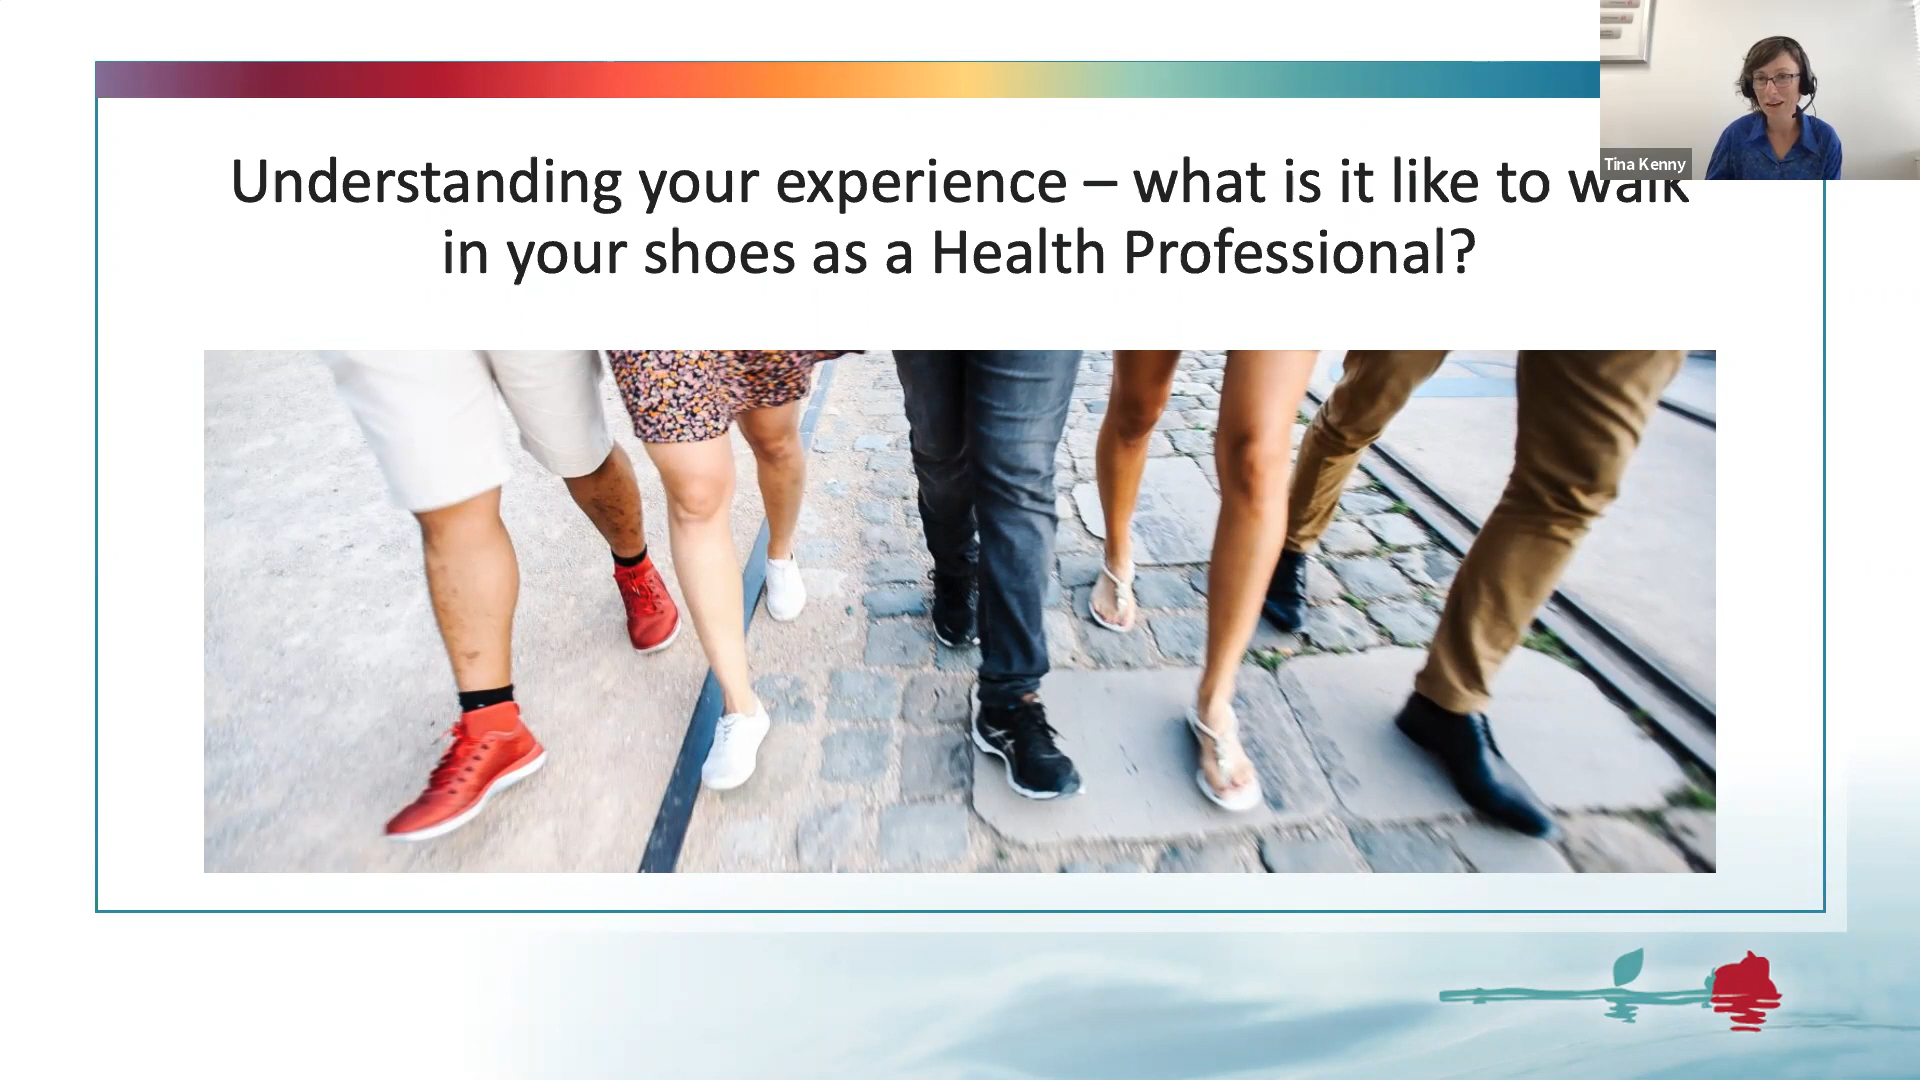 Understanding your experience – what is it like to walk
in your shoes as a Health Professional?
Tina Kenny